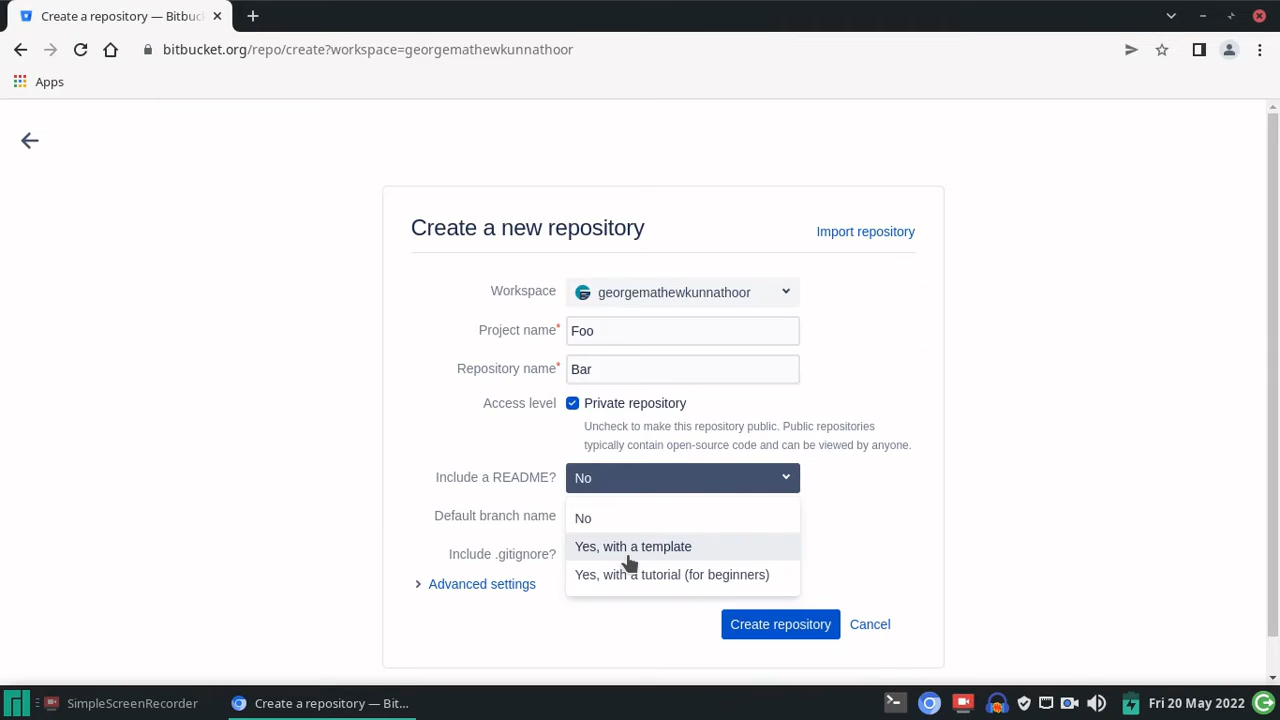 Create a repository — Bitbuc
bitbucket.org/repo/create?workspace=georgemathewkunnathoor
Apps
Create a new repository
Import repository
Workspace
georgemathewkunnathoor
Project name*
Foo
Repository name*
Bar
Access level
Private repository
Uncheck to make this repository public. Public repositories
typically contain open-source code and can be viewed by anyone.
Include a README?
No
No
Default branch name
Yes, with a template
Include .gitignore?
Yes, with a tutorial (for beginners)
Advanced settings
Create repository
Cancel
SimpleScreenRecorder
Create a repository — Bit...
Fri 20 May 2022